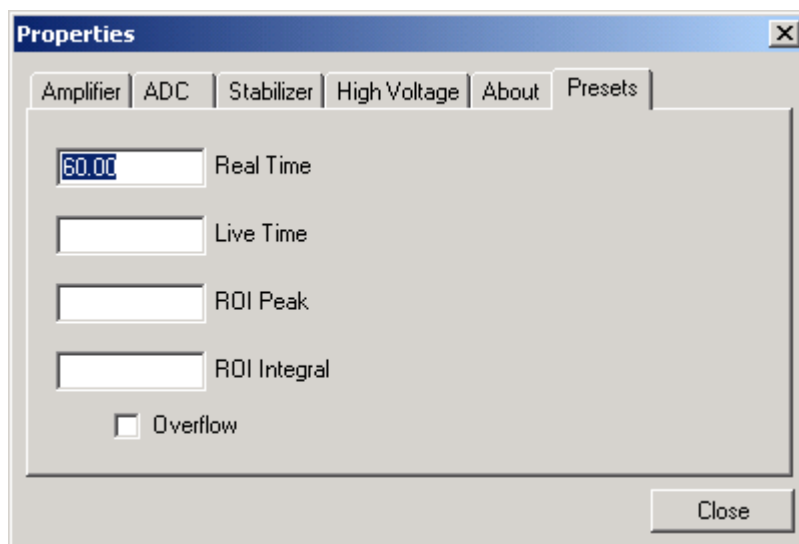 Properties
Amplifier ADC Stabilizer High Voltage About Presets
60.00 Real Time
Live Time
ROI Peak
ROI Integral
Overflow
Close